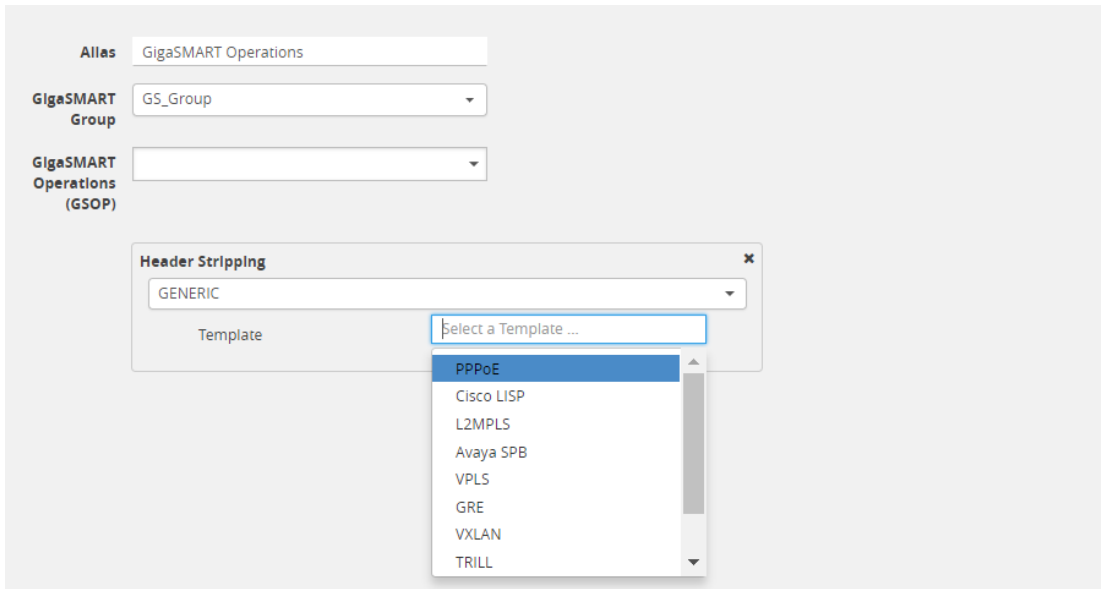 Alias GigaSMART Operations
GigaSMART
Group
GS_Group
GigaSMART
Operations
(GSOP)
Header Stripping
GENERIC
Template Select a Template ...
PPPoE
Cisco LISP
L2MPLS
Avaya SPB
VPLS
GRE
VXLAN
TRILL